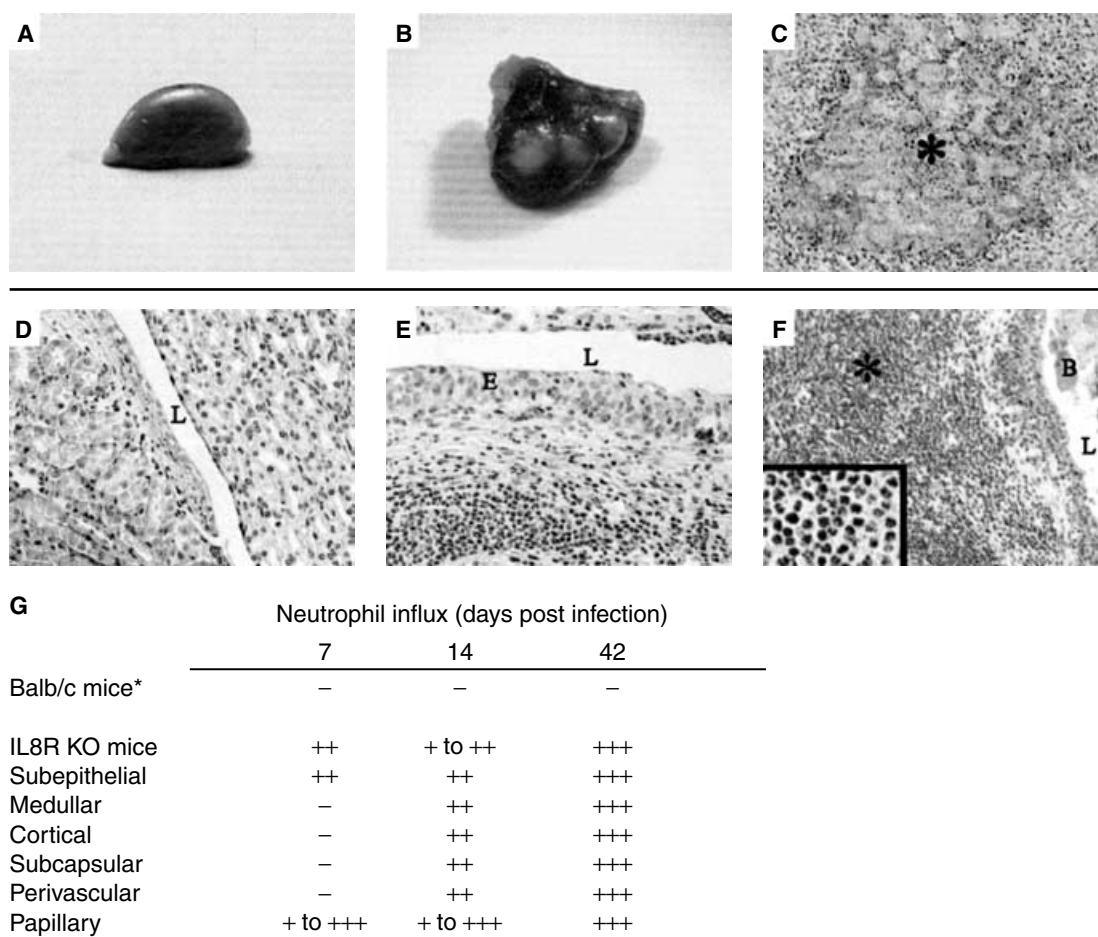 A
B
C
*
D
L
E
L
E
F
*
B
L
G
Neutrophil influx (days post infection)
7 14 42
Balb/c mice* – – –
IL8R KO mice ++ + to ++ +++
Subepithelial ++ ++ +++
Medullar – ++ +++
Cortical – ++ +++
Subcapsular – ++ +++
Perivascular – ++ +++
Papillary + to +++ + to +++ +++